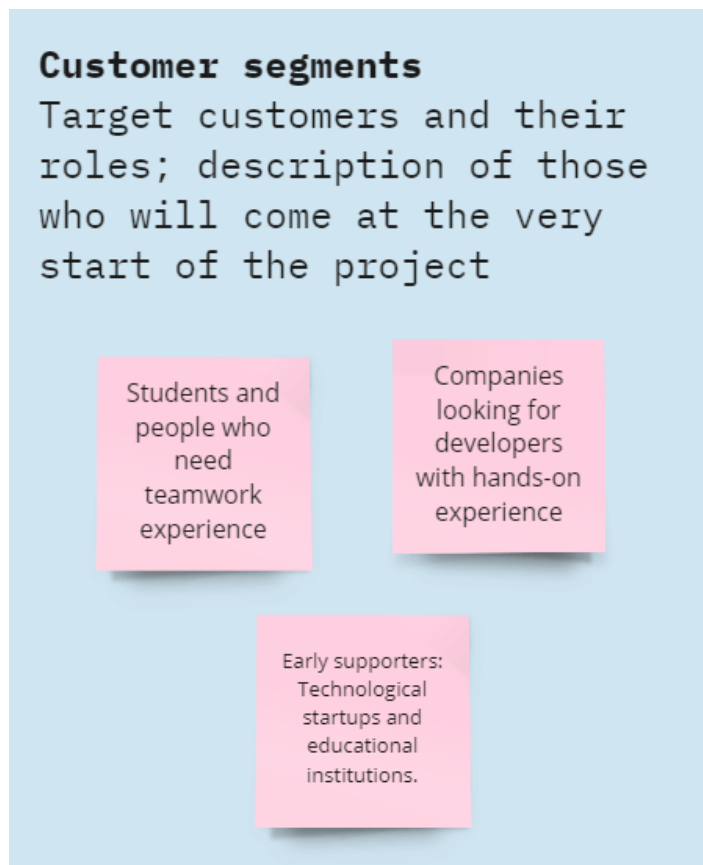 Customer segments
Target customers and their
roles; description of those
who will come at the very
start of the project
Students and
people who
need
teamwork
experience
Companies
looking for
developers
with hands-on
experience
Early supporters:
Technological
startups and
educational
institutions.